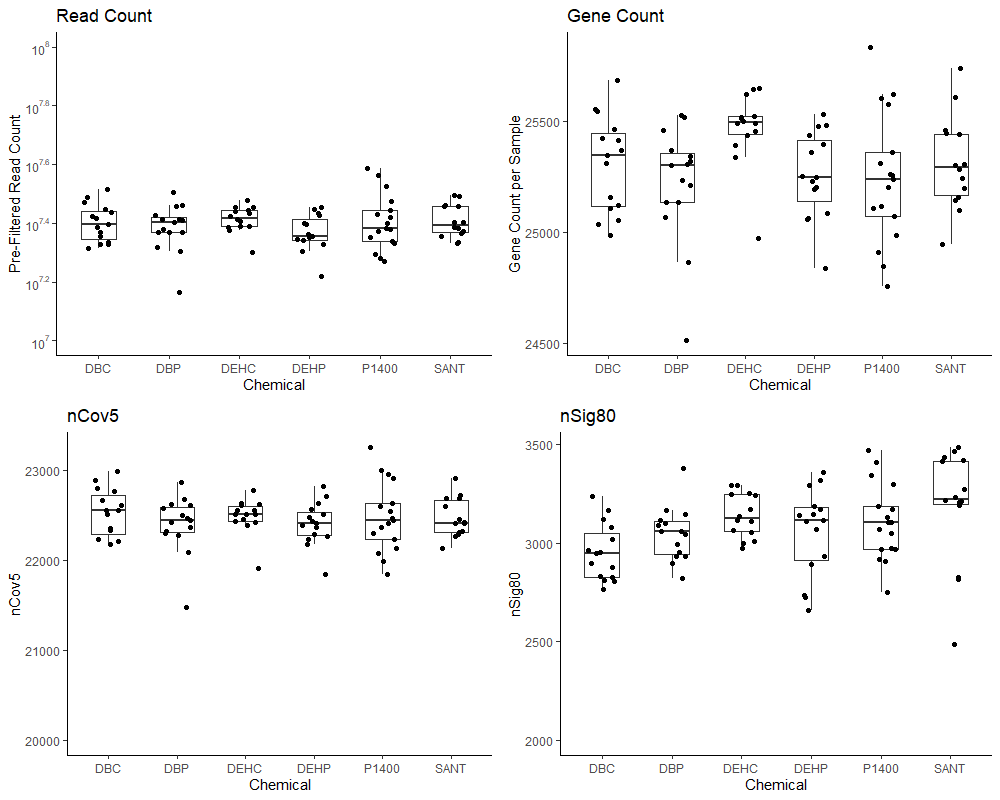 Read Count
Pre-Filtered Read Count
10^8
10^7.8
10^7.6
10^7.4
10^7.2
10^7
DBC DBP DEHC DEHP P1400 SANT
Chemical
Gene Count
Gene Count per Sample
25500
25000
24500
DBC DBP DEHC DEHP P1400 SANT
Chemical
nCov5
nCov5
23000
22000
21000
20000
DBC DBP DEHC DEHP P1400 SANT
Chemical
nSig80
nSig80
3500
3000
2500
2000
DBC DBP DEHC DEHP P1400 SANT
Chemical